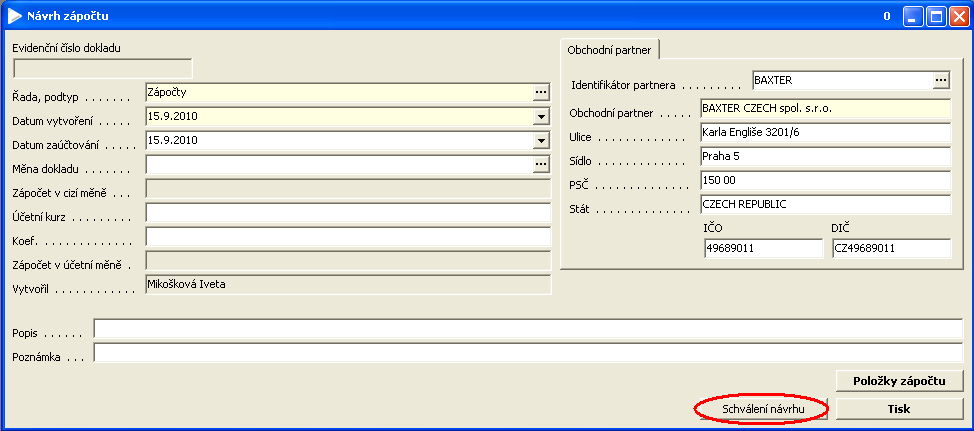 Návrh zápočtu 0
Evidenční číslo dokladu
Řada, podtyp . . . . . . . Zápočty ...
Datum vytvoření . . . . . 15.9.2010
Datum zaúčtování . . . . . 15.9.2010
Měna dokladu . . . . . . . ...
Zápočet v cizí měně . . .
Účetní kurz . . . . . . . . .
Koef. . . . . . . . . . . . . .
Zápočet v účetní měně .
Vytvořil . . . . . . . . . . . . Mikošková Iveta
Obchodní partner
Identifikátor partnera . . . . . . . . . . BAXTER ...
Obchodní partner . . . . . BAXTER CZECH spol. s.r.o.
Ulice . . . . . . . . . . . . . . Karla Engliše 3201/6
Sídlo . . . . . . . . . . . . . . Praha 5
PSČ . . . . . . . . . . . . . . 150 00
Stát . . . . . . . . . . . . . . CZECH REPUBLIC
IČO DIČ
49689011 CZ49689011
Popis . . . . . .
Poznámka . . .
Položky zápočtu
Schválení návrhu Tisk